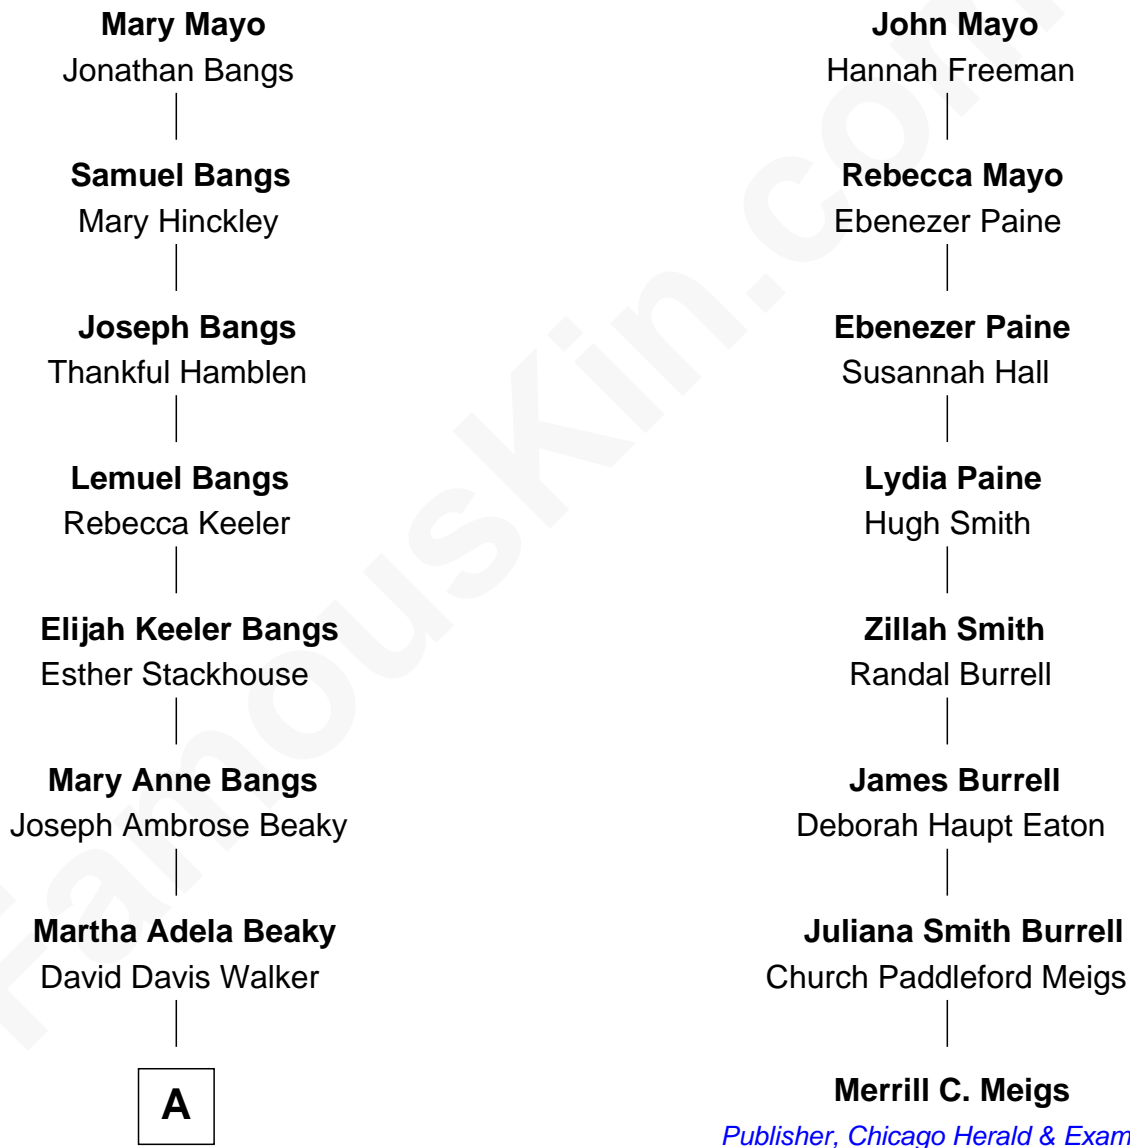 Mary Mayo
Jonathan Bangs
Samuel Bangs
Mary Hinckley
Joseph Bangs
Thankful Hamblen
Lemuel Bangs
Rebecca Keeler
Elijah Keeler Bangs
Esther Stackhouse
Mary Anne Bangs
Joseph Ambrose Beaky
Martha Adela Beaky
David Davis Walker
A
John Mayo
Hannah Freeman
Rebecca Mayo
Ebenezer Paine
Ebenezer Paine
Susannah Hall
Lydia Paine
Hugh Smith
Zillah Smith
Randal Burrell
James Burrell
Deborah Haupt Eaton
Juliana Smith Burrell
Church Paddleford Meigs
Merrill C. Meigs
Publisher, Chicago Herald & Exam
FamousKin.com